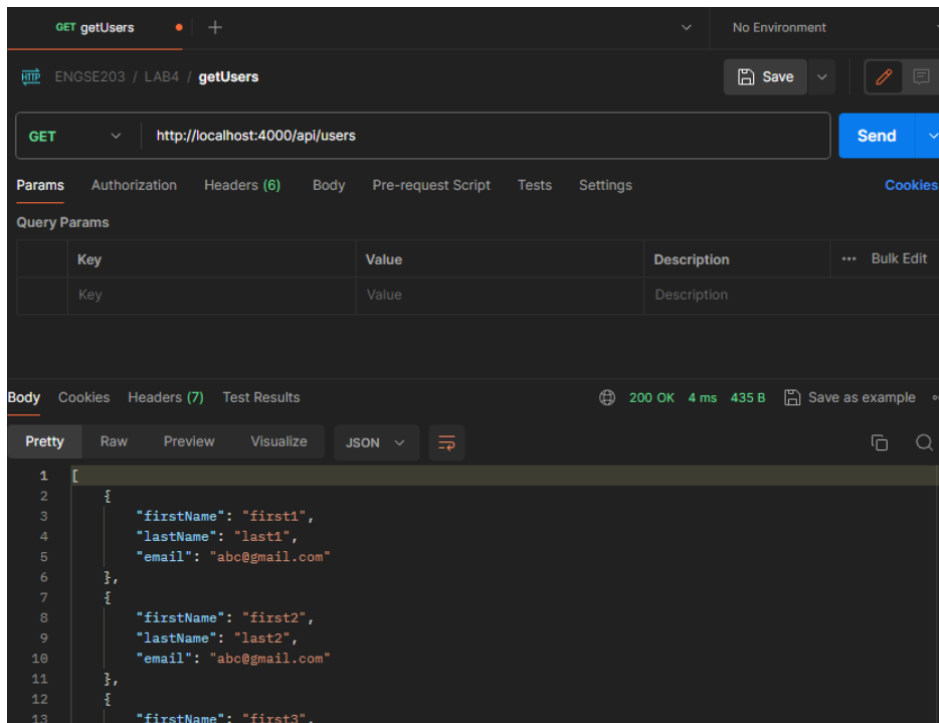 GET getUsers
No Environment
HTTP ENGSE203 / LAB4 / getUsers
Save
GET http://localhost:4000/api/users
Send
Params Authorization Headers (6) Body Pre-request Script Tests Settings Cookies
Query Params
Key Value Description ••• Bulk Edit
Key Value Description
Body Cookies Headers (7) Test Results 200 OK 4 ms 435 B Save as example
Pretty Raw Preview Visualize JSON
1 [
2 {
3 "firstName": "first1",
4 "lastName": "last1",
5 "email": "abc@gmail.com"
6 },
7 {
8 "firstName": "first2",
9 "lastName": "last2",
10 "email": "abc@gmail.com"
11 },
12 {
13 "firstName": "first3",